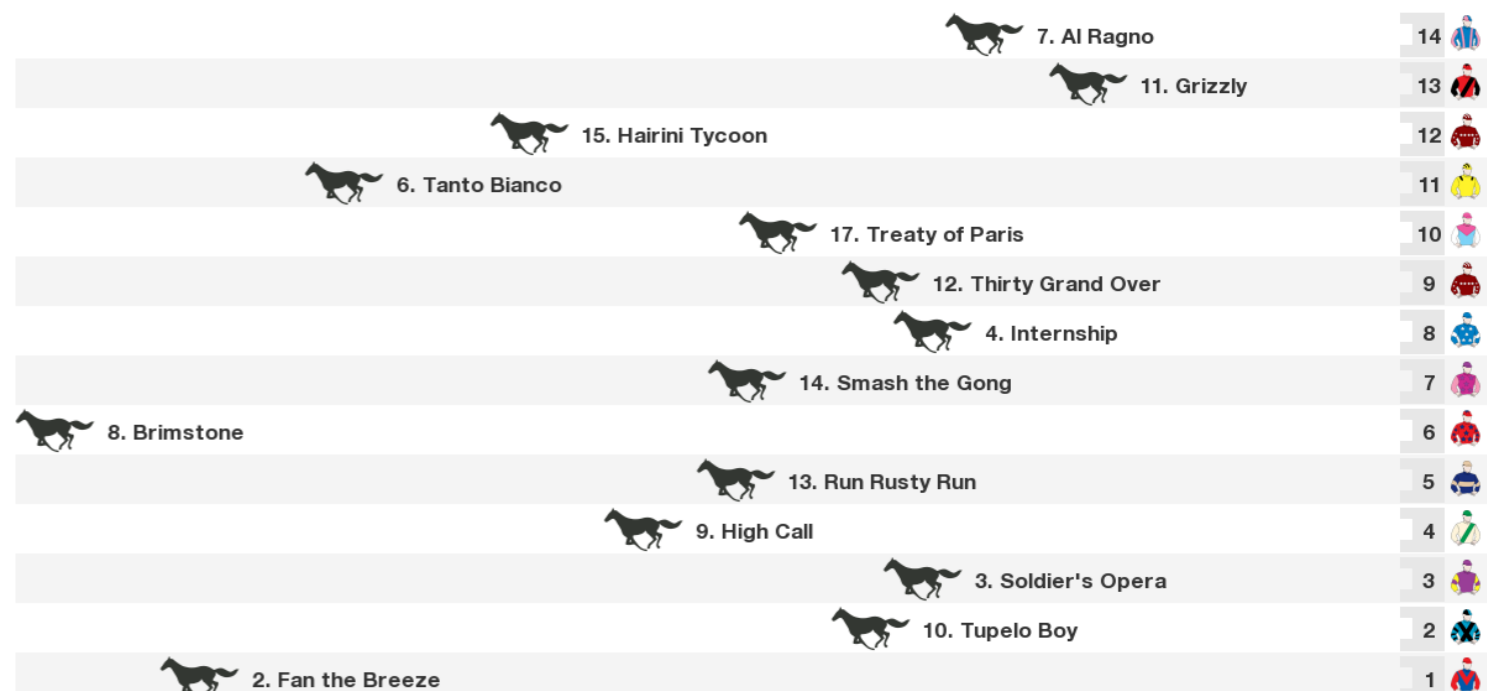 7. Al Ragno 14
11. Grizzly 13
15. Hairini Tycoon 12
6. Tanto Bianco 11
17. Treaty of Paris 10
12. Thirty Grand Over 9
4. Internship 8
14. Smash the Gong 7
8. Brimstone 6
13. Run Rusty Run 5
9. High Call 4
3. Soldier's Opera 3
10. Tupelo Boy 2
2. Fan the Breeze 1